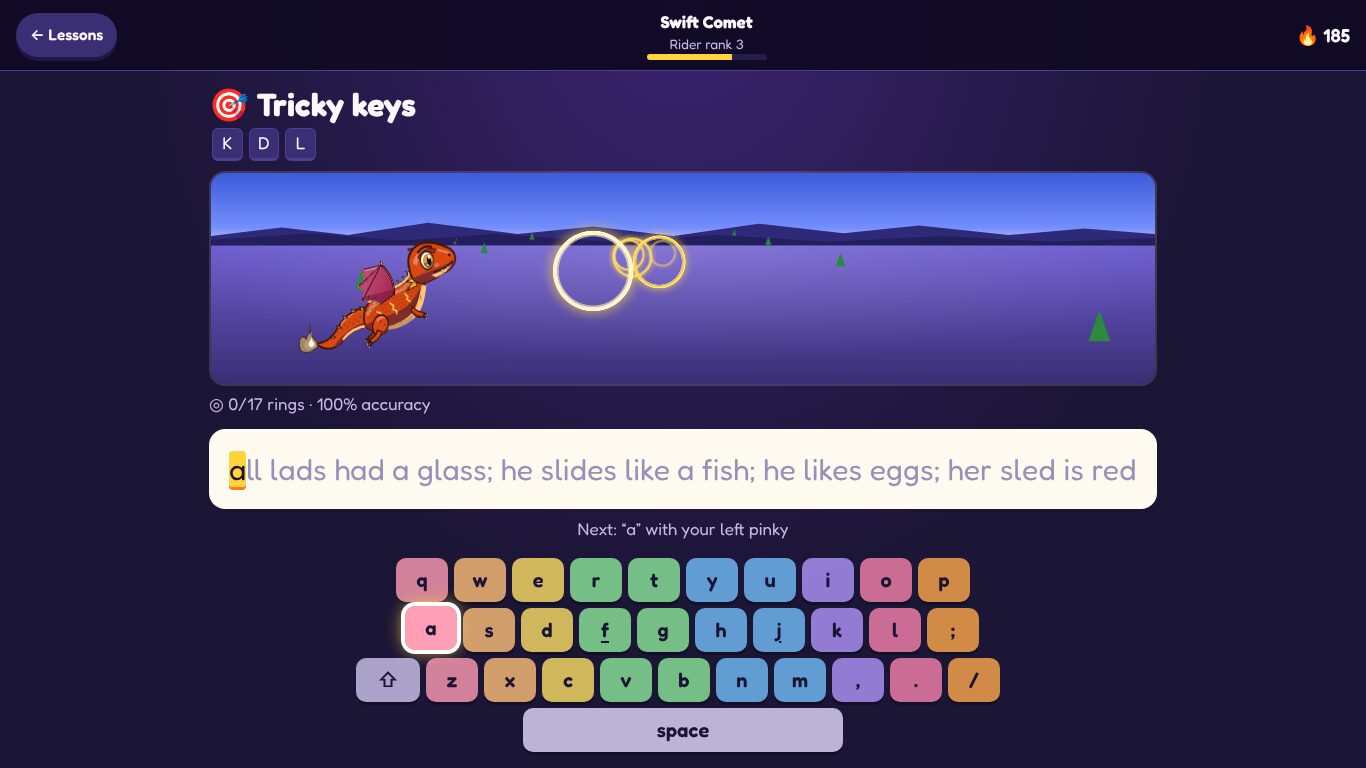 ← Lessons
Swift Comet
Rider rank 3
🔥 185
🎯 Tricky keys
K D L
◎ 0/17 rings · 100% accuracy
all lads had a glass; he slides like a fish; he likes eggs; her sled is red
Next: “a” with your left pinky
q w e r t y u i o p
a s d f g h j k l ;
⇧ z x c v b n m , . /
space